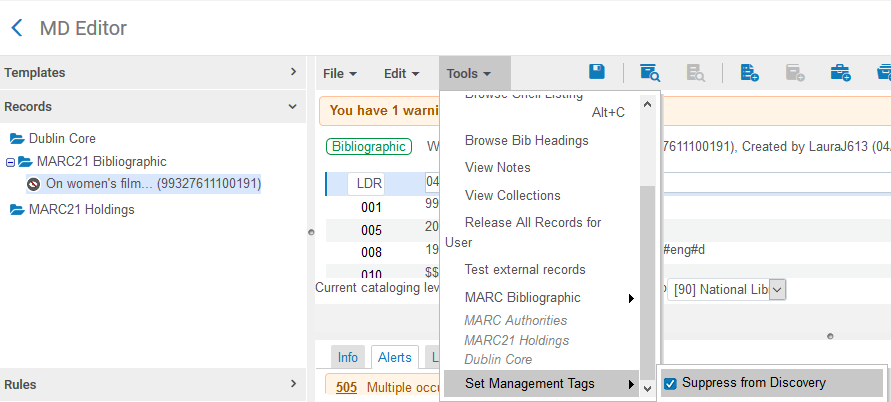 MD Editor
Templates
Records
Dublin Core
MARC21 Bibliographic
On women's film... (99327611100191)
MARC21 Holdings
Rules
File Edit Tools
You have 1 warni
Bibliographic W 7611100191), Created by LauraJ613 (04.
LDR 04
001 99
005 20
008 19 #eng#d
010 $$
Current cataloging lev [90] National Lib
Info Alerts L
505 Multiple occu
Alt+C
Browse Bib Headings
View Notes
View Collections
Release All Records for
User
Test external records
MARC Bibliographic
MARC Authorities
MARC21 Holdings
Dublin Core
Set Management Tags
Suppress from Discovery